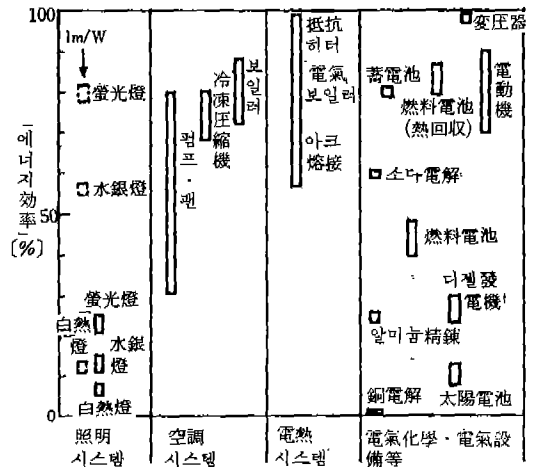 「에너지効率」
〔%〕
100
50
0
lm/W
螢光燈
水銀燈
螢光燈
白熱
燈
水銀
燈
白熱燈
펌프・팬
冷凍圧縮機
보일러
抵抗
히터
電氣
보일러
아크
熔接
変圧器
蓄電池
燃料電池
(熱回収)
電動機
소다電解
燃料電池
디젤發
電機
알미늄精鍊
銅電解
太陽電池
照明
시스템
空調
시스템
電熱
시스템
電氣化學・電氣設
備等